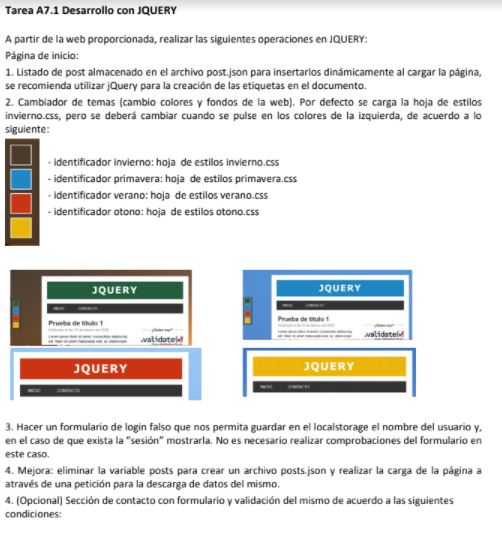 Tarea A7.1 Desarrollo con JQUERY
A partir de la web proporcionada, realizar las siguientes operaciones en JQUERY:
Página de inicio:
1. Listado de post almacenado en el archivo post.json para insertarlos dinámicamente al cargar la página,
se recomienda utilizar jQuery para la creación de las etiquetas en el documento.
2. Cambiador de temas (cambio colores y fondos de la web). Por defecto se carga la hoja de estilos
invierno.css, pero se deberá cambiar cuando se pulse en los colores de la izquierda, de acuerdo a lo
siguiente:
- identificador invierno: hoja de estilos invierno.css
- identificador primavera: hoja de estilos primavera.css
- identificador verano: hoja de estilos verano.css
- identificador otono: hoja de estilos otono.css
JQUERY
INICIO CONTACTO
Prueba de título 1
validate
JQUERY
INICIO CONTACTO
Prueba de título 1
validate
JQUERY
INICIO CONTACTO
JQUERY
INICIO CONTACTO
3. Hacer un formulario de login falso que nos permita guardar en el localstorage el nombre del usuario y,
en el caso de que exista la “sesión” mostrarla. No es necesario realizar comprobaciones del formulario en
este caso.
4. Mejora: eliminar la variable posts para crear un archivo posts.json y realizar la carga de la página a
através de una petición para la descarga de datos del mismo.
4. (Opcional) Sección de contacto con formulario y validación del mismo de acuerdo a las siguientes
condiciones: